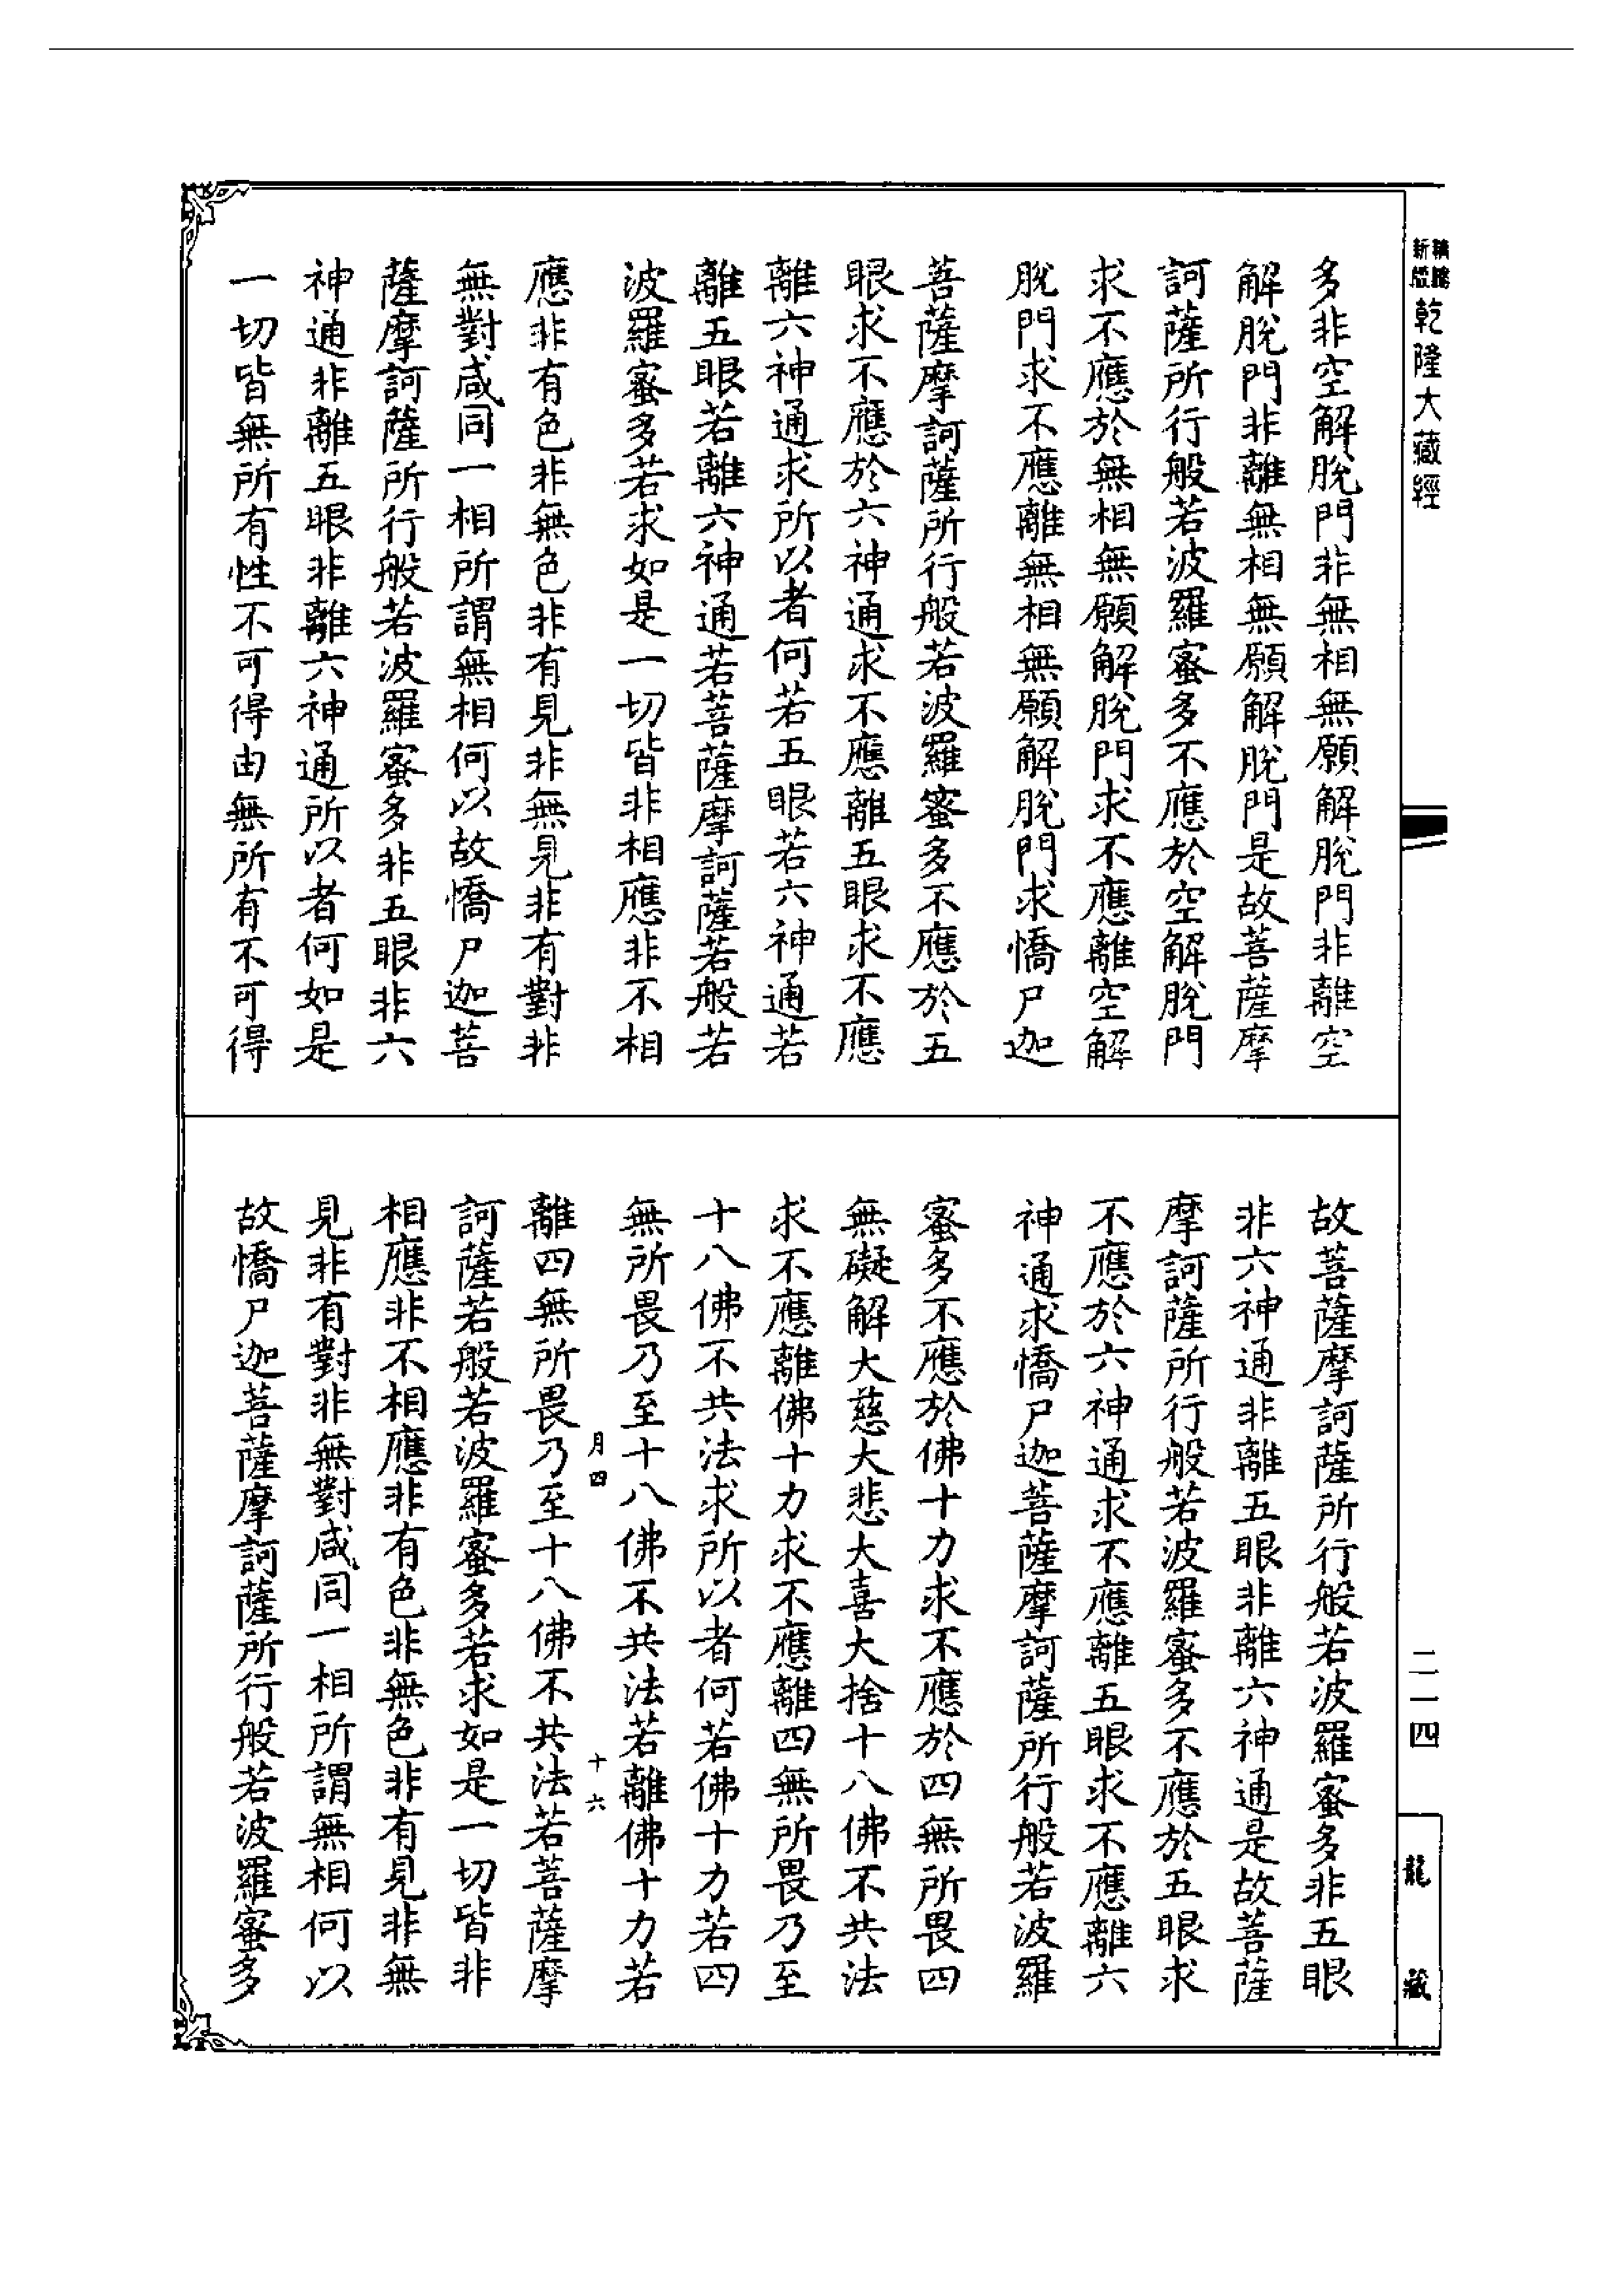 乾隆大藏經
多非空解脫門非無相無願解脫門非離空
解脫門非離無相無願解脫門是故菩薩摩
訶薩所行般若波羅蜜多不應於空解脫門
求不應於無相無願解脫門求不應離空解
脫門求不應離無相無願解脫門求憍尸迦
菩薩摩訶薩所行般若波羅蜜多不應於五
眼求不應於六神通求不應離五眼求不應
離六神通求所以者何若五眼若六神通若
離五眼若離六神通若菩薩摩訶薩若般若
波羅蜜多若求如是一切皆非相應非不相
應非有色非無色非有見非無見非有對非
無對咸同一相所謂無相何以故憍尸迦菩
薩摩訶薩所行般若波羅蜜多非五眼非六
神通非離五眼非離六神通所以者何如是
一切皆無所有性不可得由無所有不可得
故菩薩摩訶薩所行般若波羅蜜多非五眼
非六神通非離五眼非離六神通是故菩薩
摩訶薩所行般若波羅蜜多不應於五眼求
不應於六神通求不應離五眼求不應離六
神通求憍尸迦菩薩摩訶薩所行般若波羅
蜜多不應於佛十力求不應於四無所畏四
無礙解大慈大悲大喜大捨十八佛不共法
求不應離佛十力求不應離四無所畏乃至
十八佛不共法求所以者何若佛十力若四
無所畏乃至十八佛不共法若離佛十力若
月四
十六
離四無所畏乃至十八佛不共法若菩薩摩
訶薩若般若波羅蜜多若求如是一切皆非
相應非不相應非有色非無色非有見非無
見非有對非無對咸同一相所謂無相何以
故憍尸迦菩薩摩訶薩所行般若波羅蜜多
二一四
龍藏